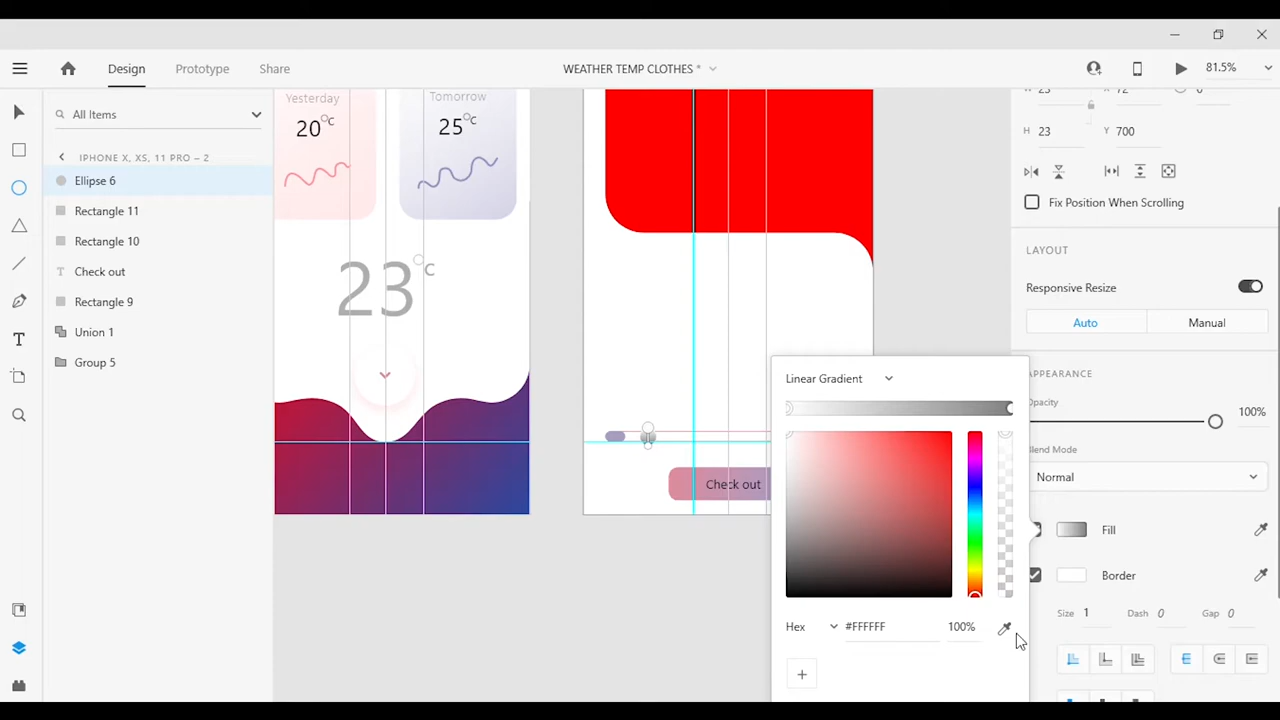 Design
Prototype
Share
WEATHER TEMP CLOTHES *
81.5%
All Items
IPHONE X, XS, 11 PRO – 2
Ellipse 6
Rectangle 11
Rectangle 10
Check out
Rectangle 9
Union 1
Group 5
Yesterday
20°c
Tomorrow
25°c
23°c
Check out
Linear Gradient
Hex
#FFFFFF
100%
+
H 23
Y 700
Fix Position When Scrolling
LAYOUT
Responsive Resize
Auto
Manual
APPEARANCE
Opacity
100%
Blend Mode
Normal
Fill
Border
Size 1
Dash 0
Gap 0